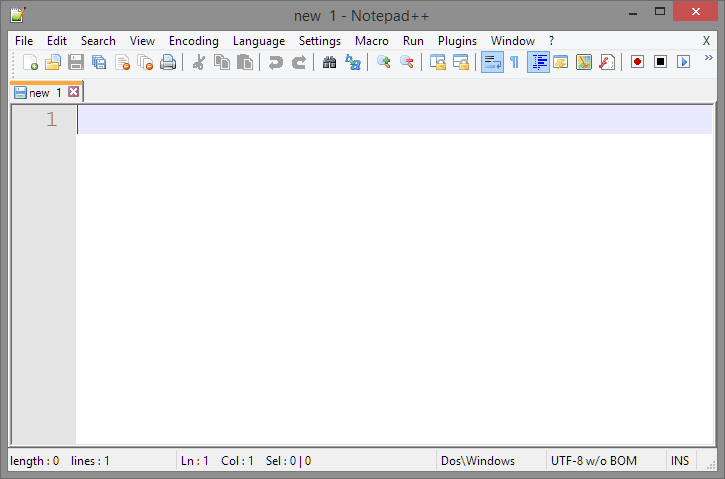 new 1 - Notepad++
File Edit Search View Encoding Language Settings Macro Run Plugins Window ? X
new 1
1
length : 0 lines : 1 Ln : 1 Col : 1 Sel : 0 | 0 Dos\Windows UTF-8 w/o BOM INS